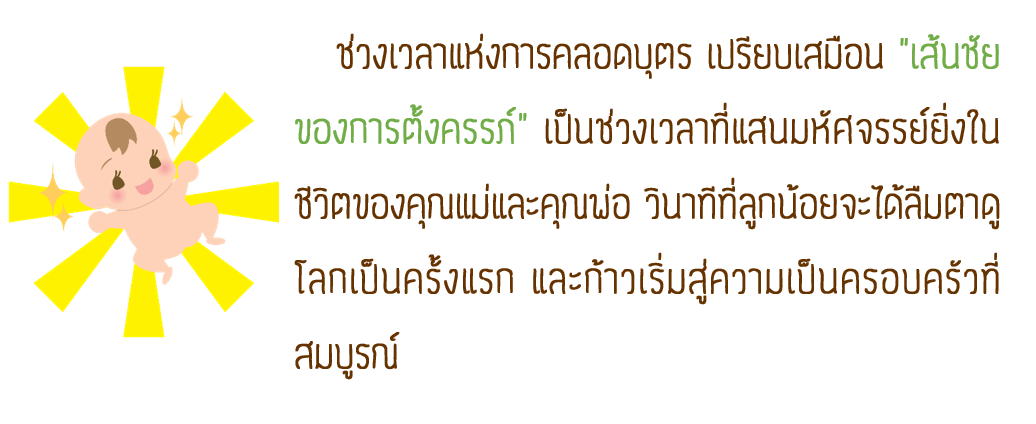 ช่วงเวลาแห่งการคลอดบุตร เปรียบเสมือน "เส้นชัย
ของการตั้งครรภ์" เป็นช่วงเวลาที่แสนมหัศจรรย์ยิ่งใน
ชีวิตของคุณแม่และคุณพ่อ วินาทีที่ลูกน้อยจะได้ลืมตาดู
โลกเป็นครั้งแรก และก้าวเริ่มสู่ความเป็นครอบครัวที่
สมบูรณ์